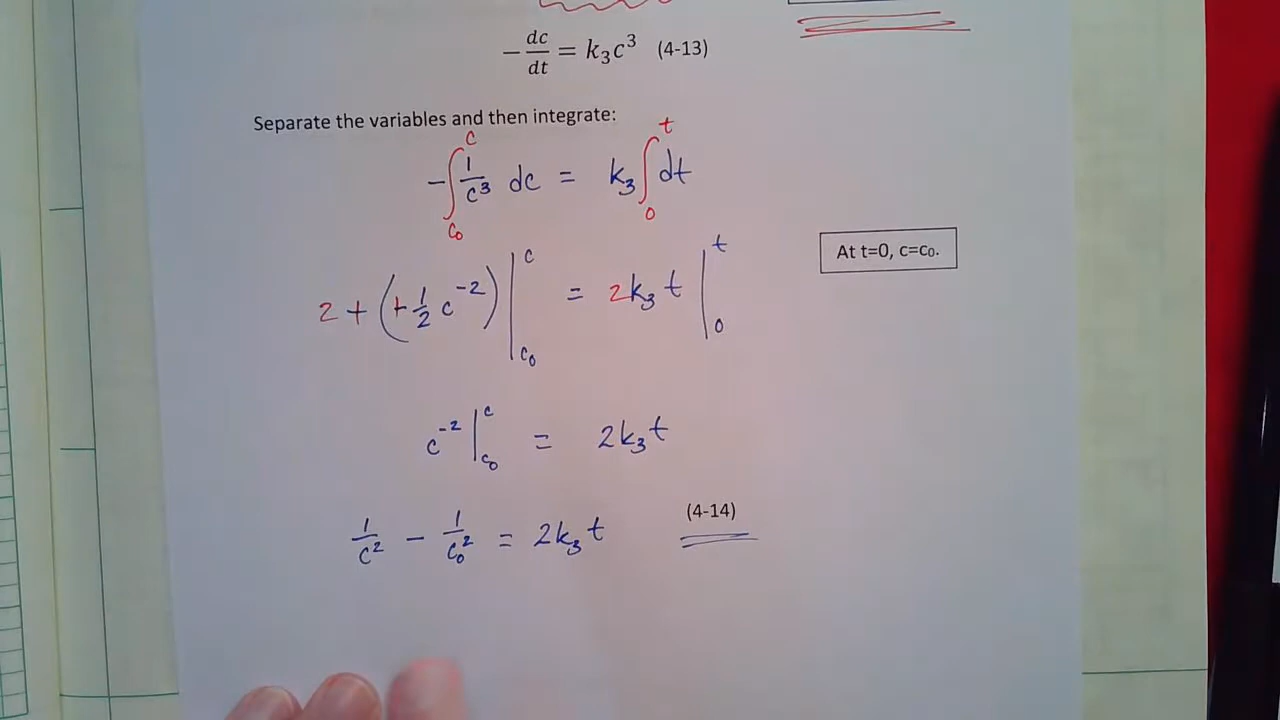 −dc/dt = k₃c³ (4-13)
Separate the variables and then integrate:
−∫_{c₀}^{c} 1/c³ dc = k₃∫_{0}^{t} dt
At t=0, c=c₀.
2 + (+1/2 c⁻²)|_{c₀}^{c} = 2k₃t|_{0}^{t}
c⁻²|_{c₀}^{c} = 2k₃t
1/c² − 1/c₀² = 2k₃t (4-14)